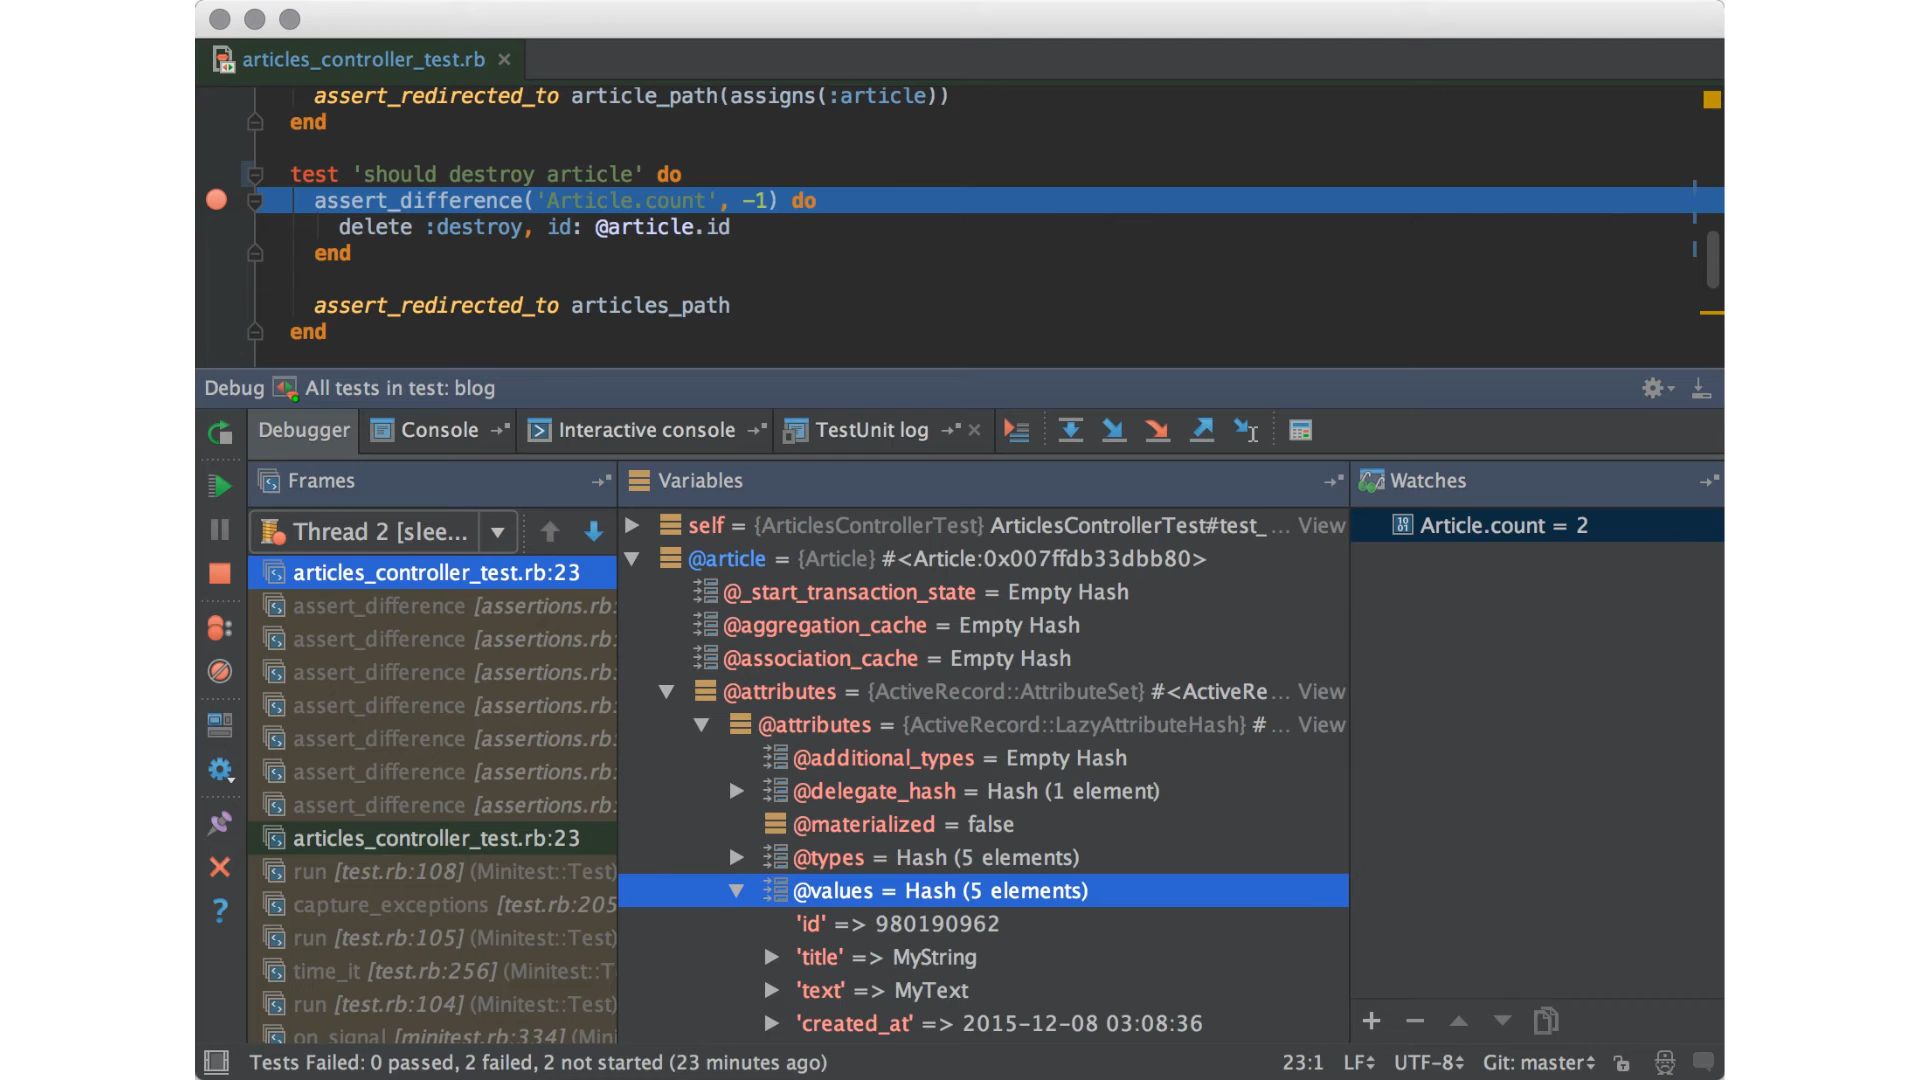 articles_controller_test.rb
assert_redirected_to article_path(assigns(:article))
end
test 'should destroy article' do
assert_difference('Article.count', -1) do
delete :destroy, id: @article.id
end
assert_redirected_to articles_path
end
Debug All tests in test: blog
Debugger Console Interactive console TestUnit log
Frames
Thread 2 [slee...
articles_controller_test.rb:23
assert_difference [assertions.rb:
assert_difference [assertions.rb:
assert_difference [assertions.rb:
assert_difference [assertions.rb:
assert_difference [assertions.rb:
assert_difference [assertions.rb:
assert_difference [assertions.rb:
articles_controller_test.rb:23
run [test.rb:108] (Minitest::Test)
capture_exceptions [test.rb:205
run [test.rb:105] (Minitest::Test)
time_it [test.rb:256] (Minitest::T
run [test.rb:104] (Minitest::Test)
on_signal [minitest.rb:334] (Mini
Variables
self = {ArticlesControllerTest} ArticlesControllerTest#test_... View
@article = {Article} #<Article:0x007ffdb33dbb80>
@_start_transaction_state = Empty Hash
@aggregation_cache = Empty Hash
@association_cache = Empty Hash
@attributes = {ActiveRecord::AttributeSet} #<ActiveRe... View
@attributes = {ActiveRecord::LazyAttributeHash} #... View
@additional_types = Empty Hash
@delegate_hash = Hash (1 element)
@materialized = false
@types = Hash (5 elements)
@values = Hash (5 elements)
'id' => 980190962
'title' => MyString
'text' => MyText
'created_at' => 2015-12-08 03:08:36
Watches
Article.count = 2
Tests Failed: 0 passed, 2 failed, 2 not started (23 minutes ago)
23:1 LF UTF-8 Git: master